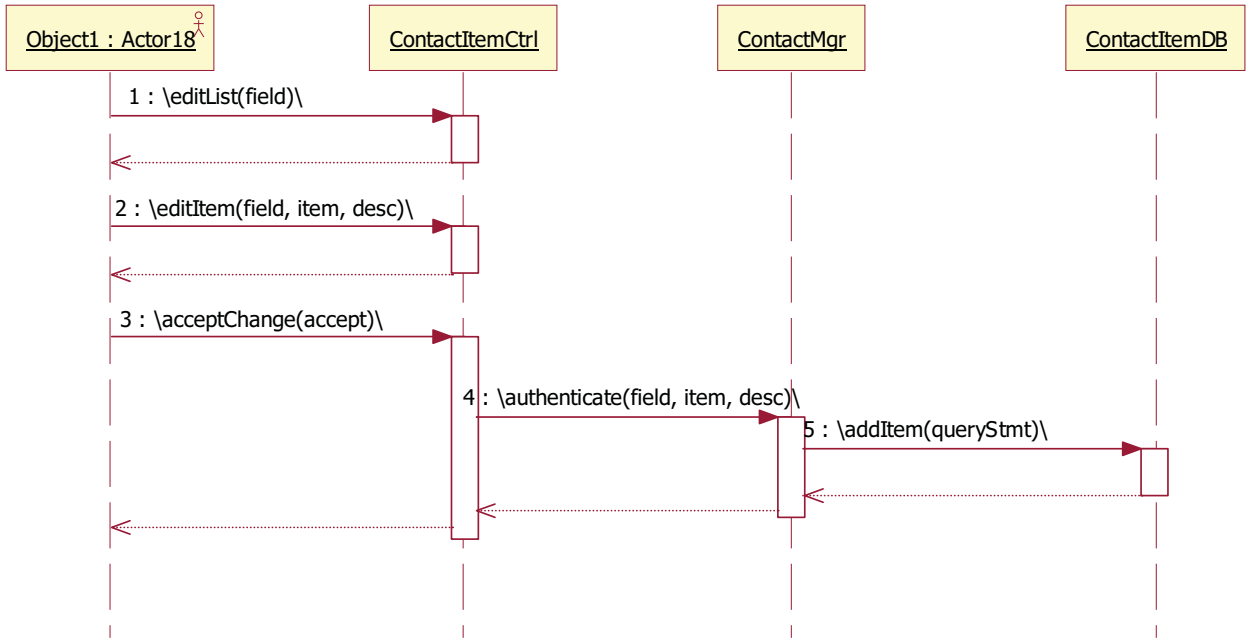 Object1 : Actor18
ContactItemCtrl
ContactMgr
ContactItemDB
1 : \editList(field)\
2 : \editItem(field, item, desc)\
3 : \acceptChange(accept)\
4 : \authenticate(field, item, desc)\
5 : \addItem(queryStmt)\